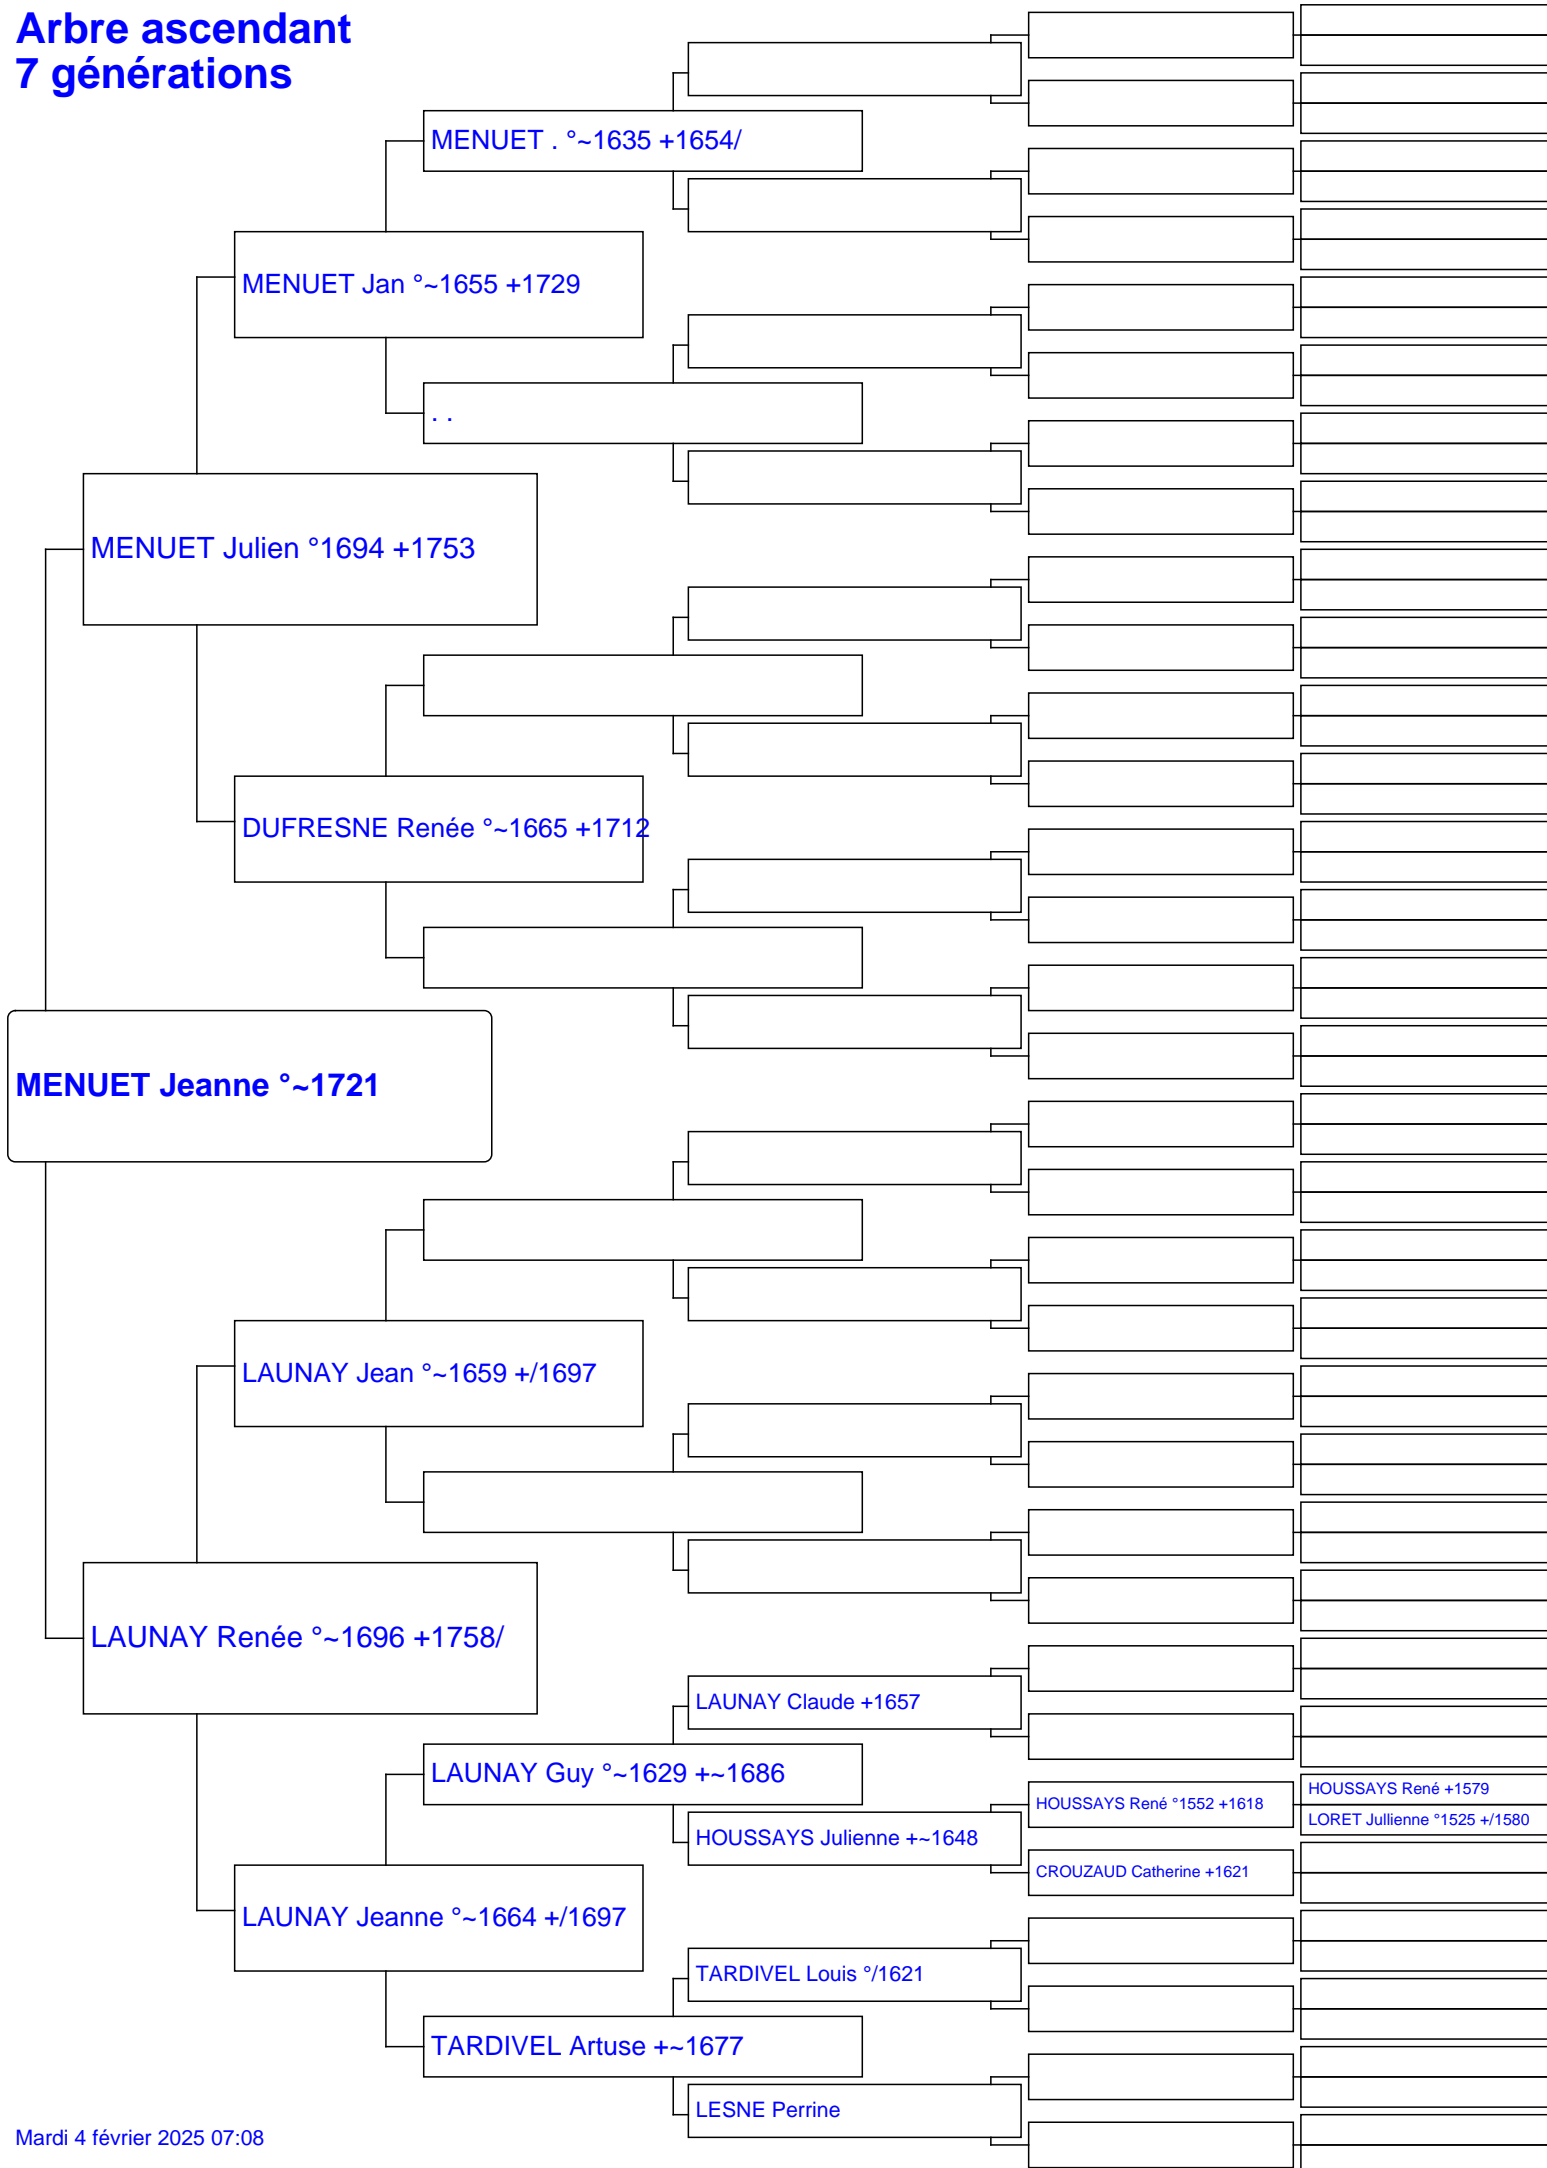 Arbre ascendant
7 générations
MENUET . °~1635 +1654/
MENUET Jan °~1655 +1729
. .
MENUET Julien °1694 +1753
DUFRESNE Renée °~1665 +1712
MENUET Jeanne °~1721
LAUNAY Jean °~1659 +/1697
LAUNAY Renée °~1696 +1758/
LAUNAY Claude +1657
LAUNAY Guy °~1629 +~1686
HOUSSAYS René +1579
HOUSSAYS René °1552 +1618
LORET Jullienne °1525 +/1580
HOUSSAYS Julienne +~1648
CROUZAUD Catherine +1621
LAUNAY Jeanne °~1664 +/1697
TARDIVEL Louis °/1621
TARDIVEL Artuse +~1677
LESNE Perrine
Mardi 4 février 2025 07:08